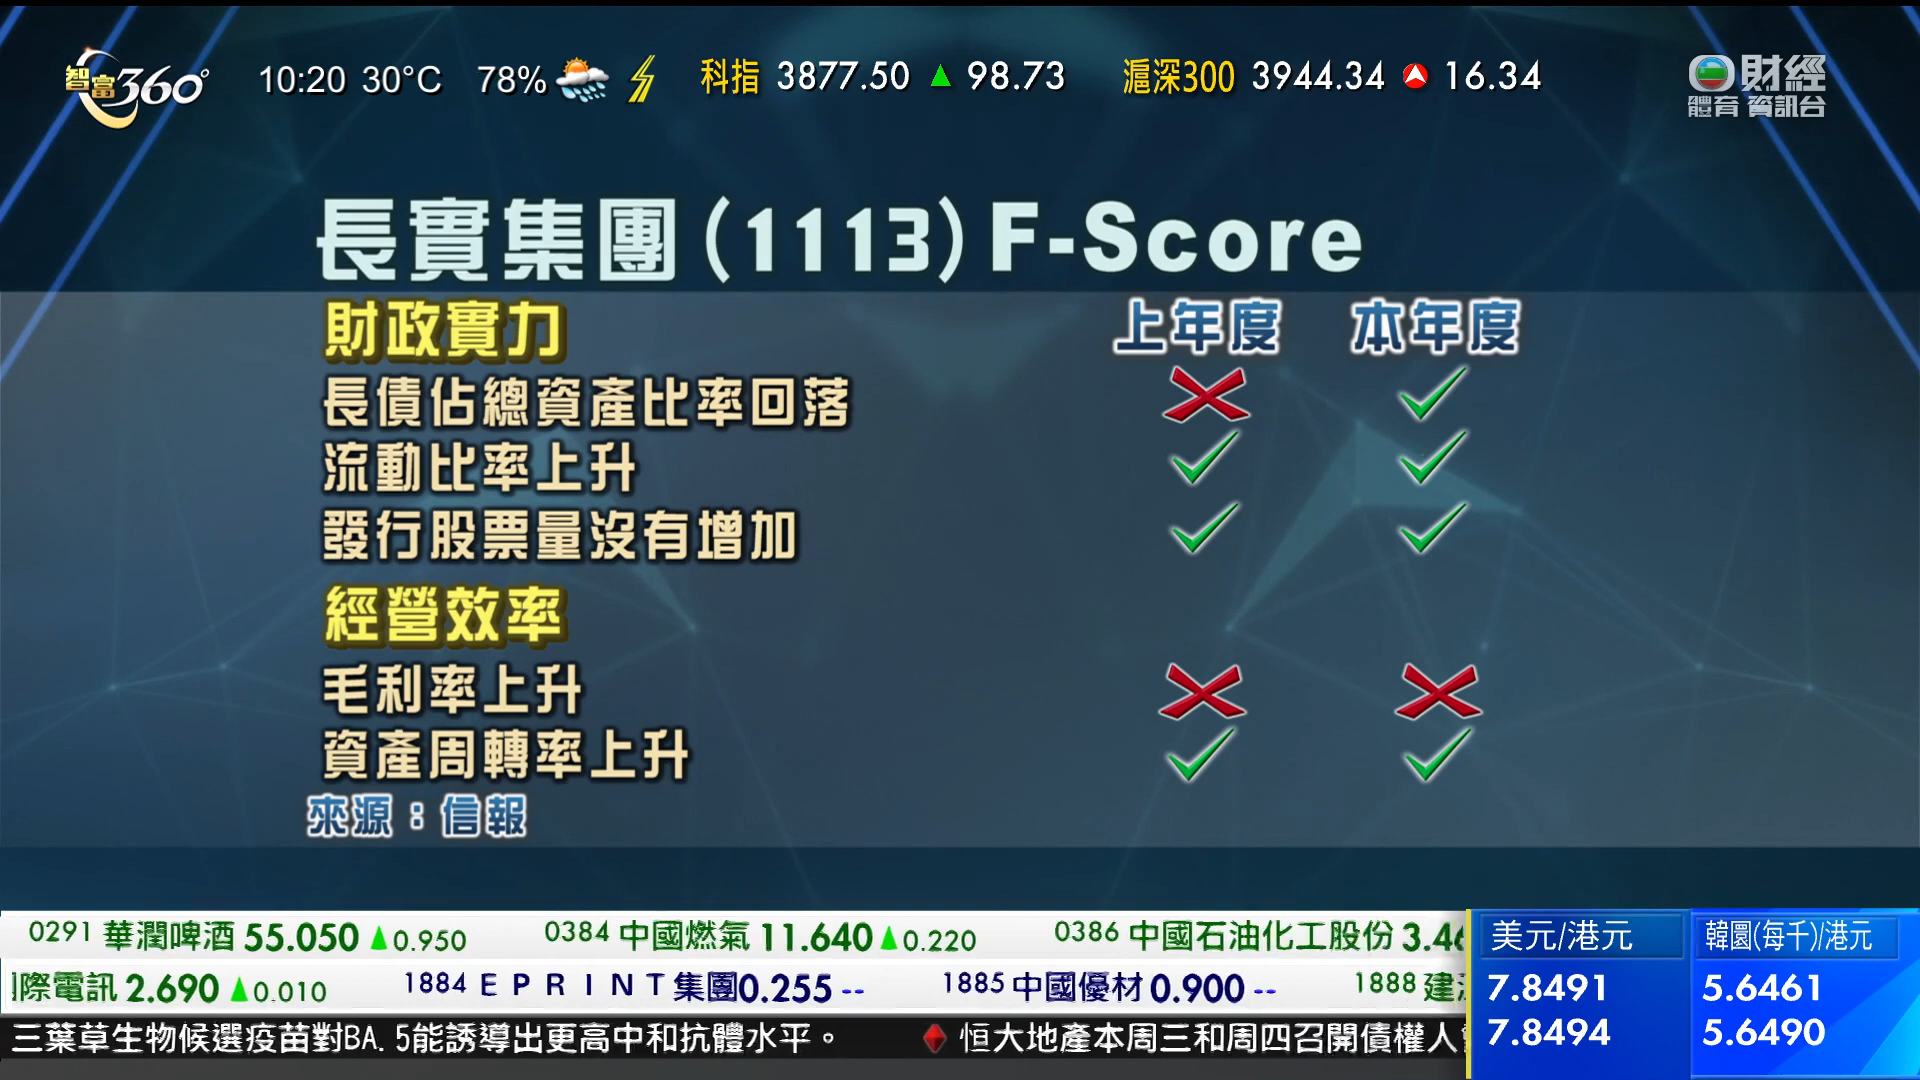 智富360°
10:20 30°C 78% 科指 3877.50 ▲ 98.73 滬深300 3944.34 16.34
財經
體育 資訊台
長實集團(1113)F-Score
財政實力 上年度 本年度
長債佔總資產比率回落
流動比率上升
發行股票量沒有增加
經營效率
毛利率上升
資產周轉率上升
來源:信報
0291 華潤啤酒 55.050 ▲0.950 0384 中國燃氣 11.640 ▲0.220 0386 中國石油化工股份 3.46
際電訊 2.690 ▲0.010 1884 EPRINT集團 0.255 -- 1885 中國優材 0.900 -- 1888 建
三葉草生物候選疫苗對BA.5能誘導出更高中和抗體水平。 恒大地產本周三和周四召開債權人
美元/港元
7.8491
7.8494
韓圜(每千)/港元
5.6461
5.6490